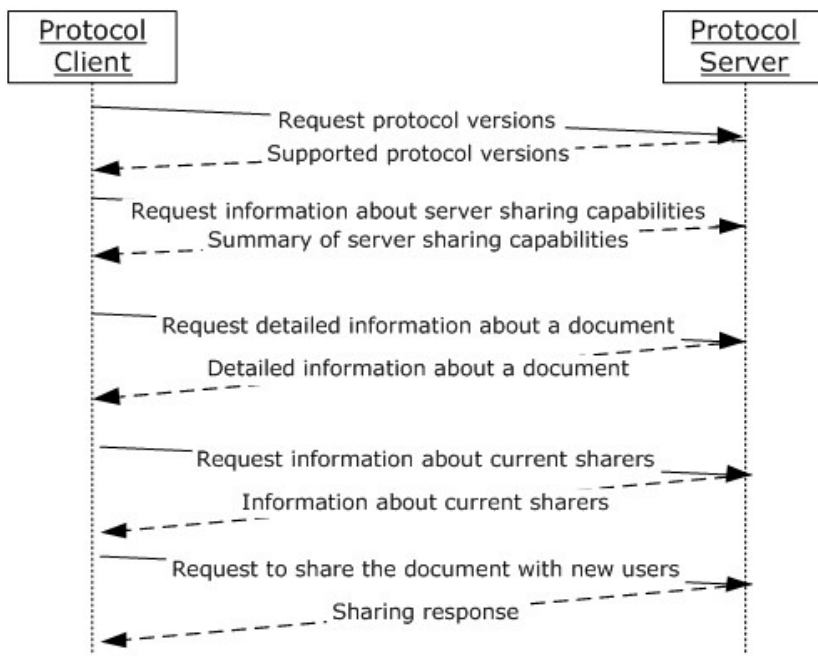 Protocol
Client
Protocol
Server
Request protocol versions
Supported protocol versions
Request information about server sharing capabilities
Summary of server sharing capabilities
Request detailed information about a document
Detailed information about a document
Request information about current sharers
Information about current sharers
Request to share the document with new users
Sharing response